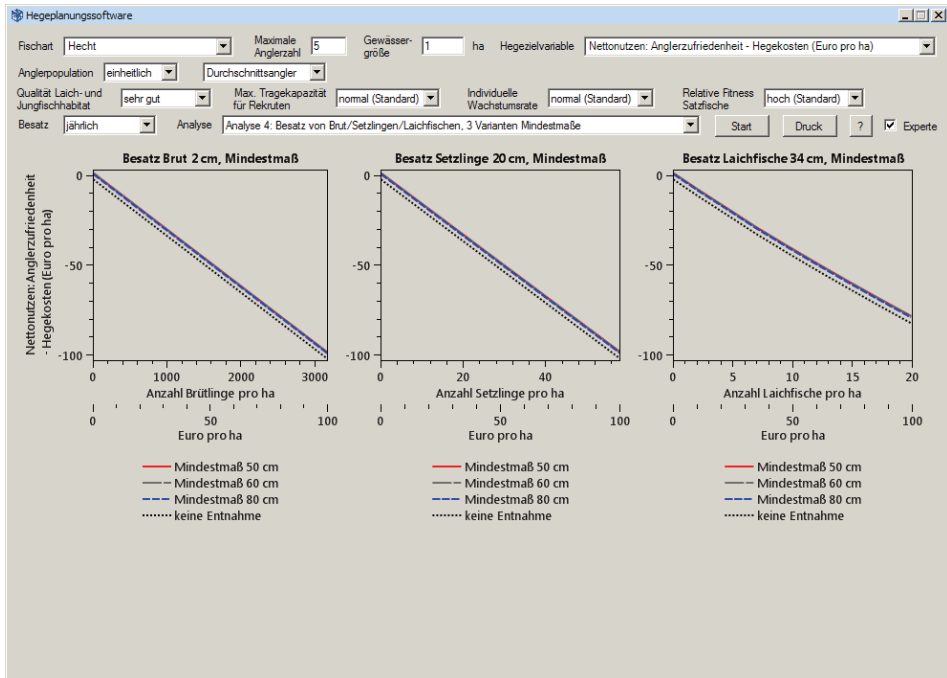 Hegeplanungssoftware
Fischart Hecht Maximale Anglerzahl 5 Gewässer-größe 1 ha Hegezielvariable Nettonutzen: Anglerzufriedenheit - Hegekosten (Euro pro ha)
Anglerpopulation einheitlich Durchschnittsangler
Qualität Laich- und Jungfischhabitat sehr gut Max. Tragekapazität für Rekruten normal (Standard) Individuelle Wachstumsrate normal (Standard) Relative Fitness Satzfische hoch (Standard)
Besatz jährlich Analyse Analyse 4: Besatz von Brut/Setzlingen/Laichfischen, 3 Varianten Mindestmaße Start Druck ? Experte
Besatz Brut 2 cm, Mindestmaß
Nettonutzen: Anglerzufriedenheit
- Hegekosten (Euro pro ha)
0
-50
-100
0 1000 2000 3000
Anzahl Brütlinge pro ha
0 50 100
Euro pro ha
Mindestmaß 50 cm
Mindestmaß 60 cm
Mindestmaß 80 cm
keine Entnahme
Besatz Setzlinge 20 cm, Mindestmaß
0
-50
-100
0 20 40
Anzahl Setzlinge pro ha
0 50 100
Euro pro ha
Mindestmaß 50 cm
Mindestmaß 60 cm
Mindestmaß 80 cm
keine Entnahme
Besatz Laichfische 34 cm, Mindestmaß
0
-50
-100
0 5 10 15 20
Anzahl Laichfische pro ha
0 50 100
Euro pro ha
Mindestmaß 50 cm
Mindestmaß 60 cm
Mindestmaß 80 cm
keine Entnahme